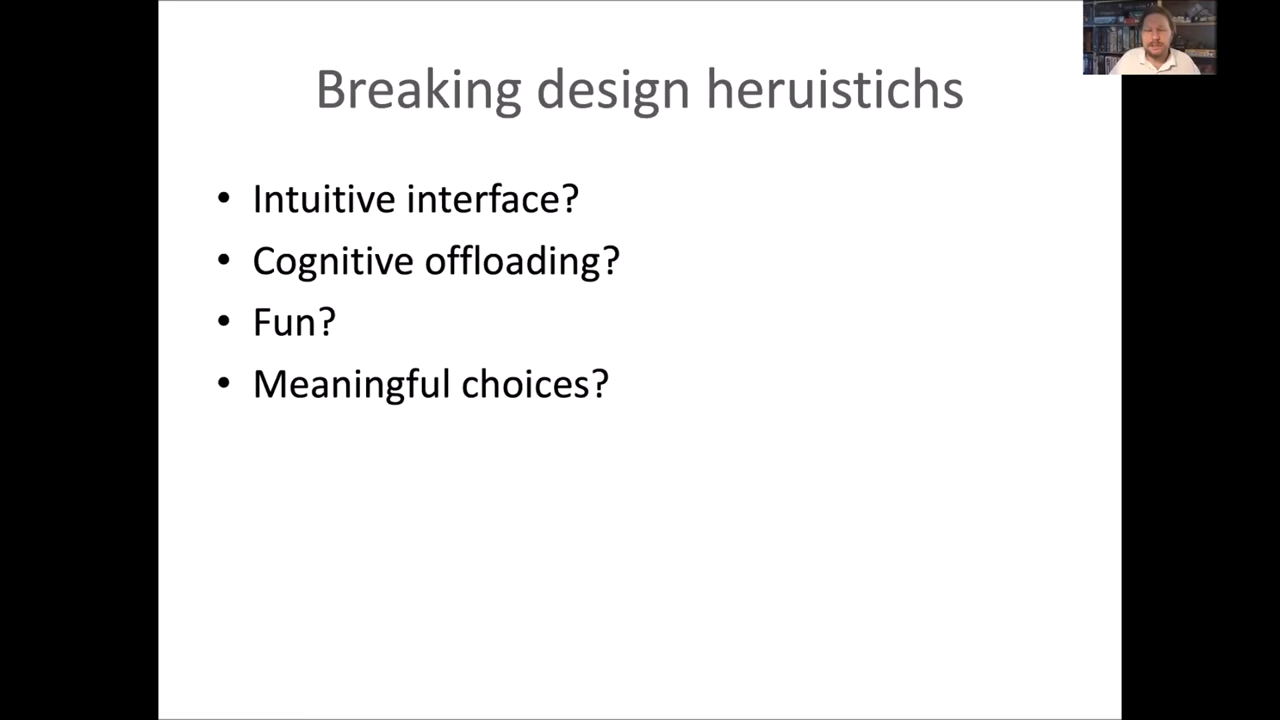 Breaking design heruistichs
• Intuitive interface?
• Cognitive offloading?
• Fun?
• Meaningful choices?